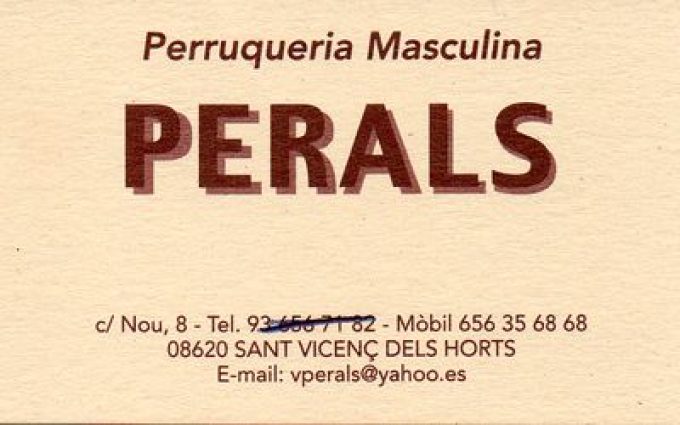 Perruqueria Masculina
PERALS
c/ Nou, 8 - Tel. 93 656 71 82 - Mòbil 656 35 68 68
08620 SANT VICENÇ DELS HORTS
E-mail: vperals@yahoo.es